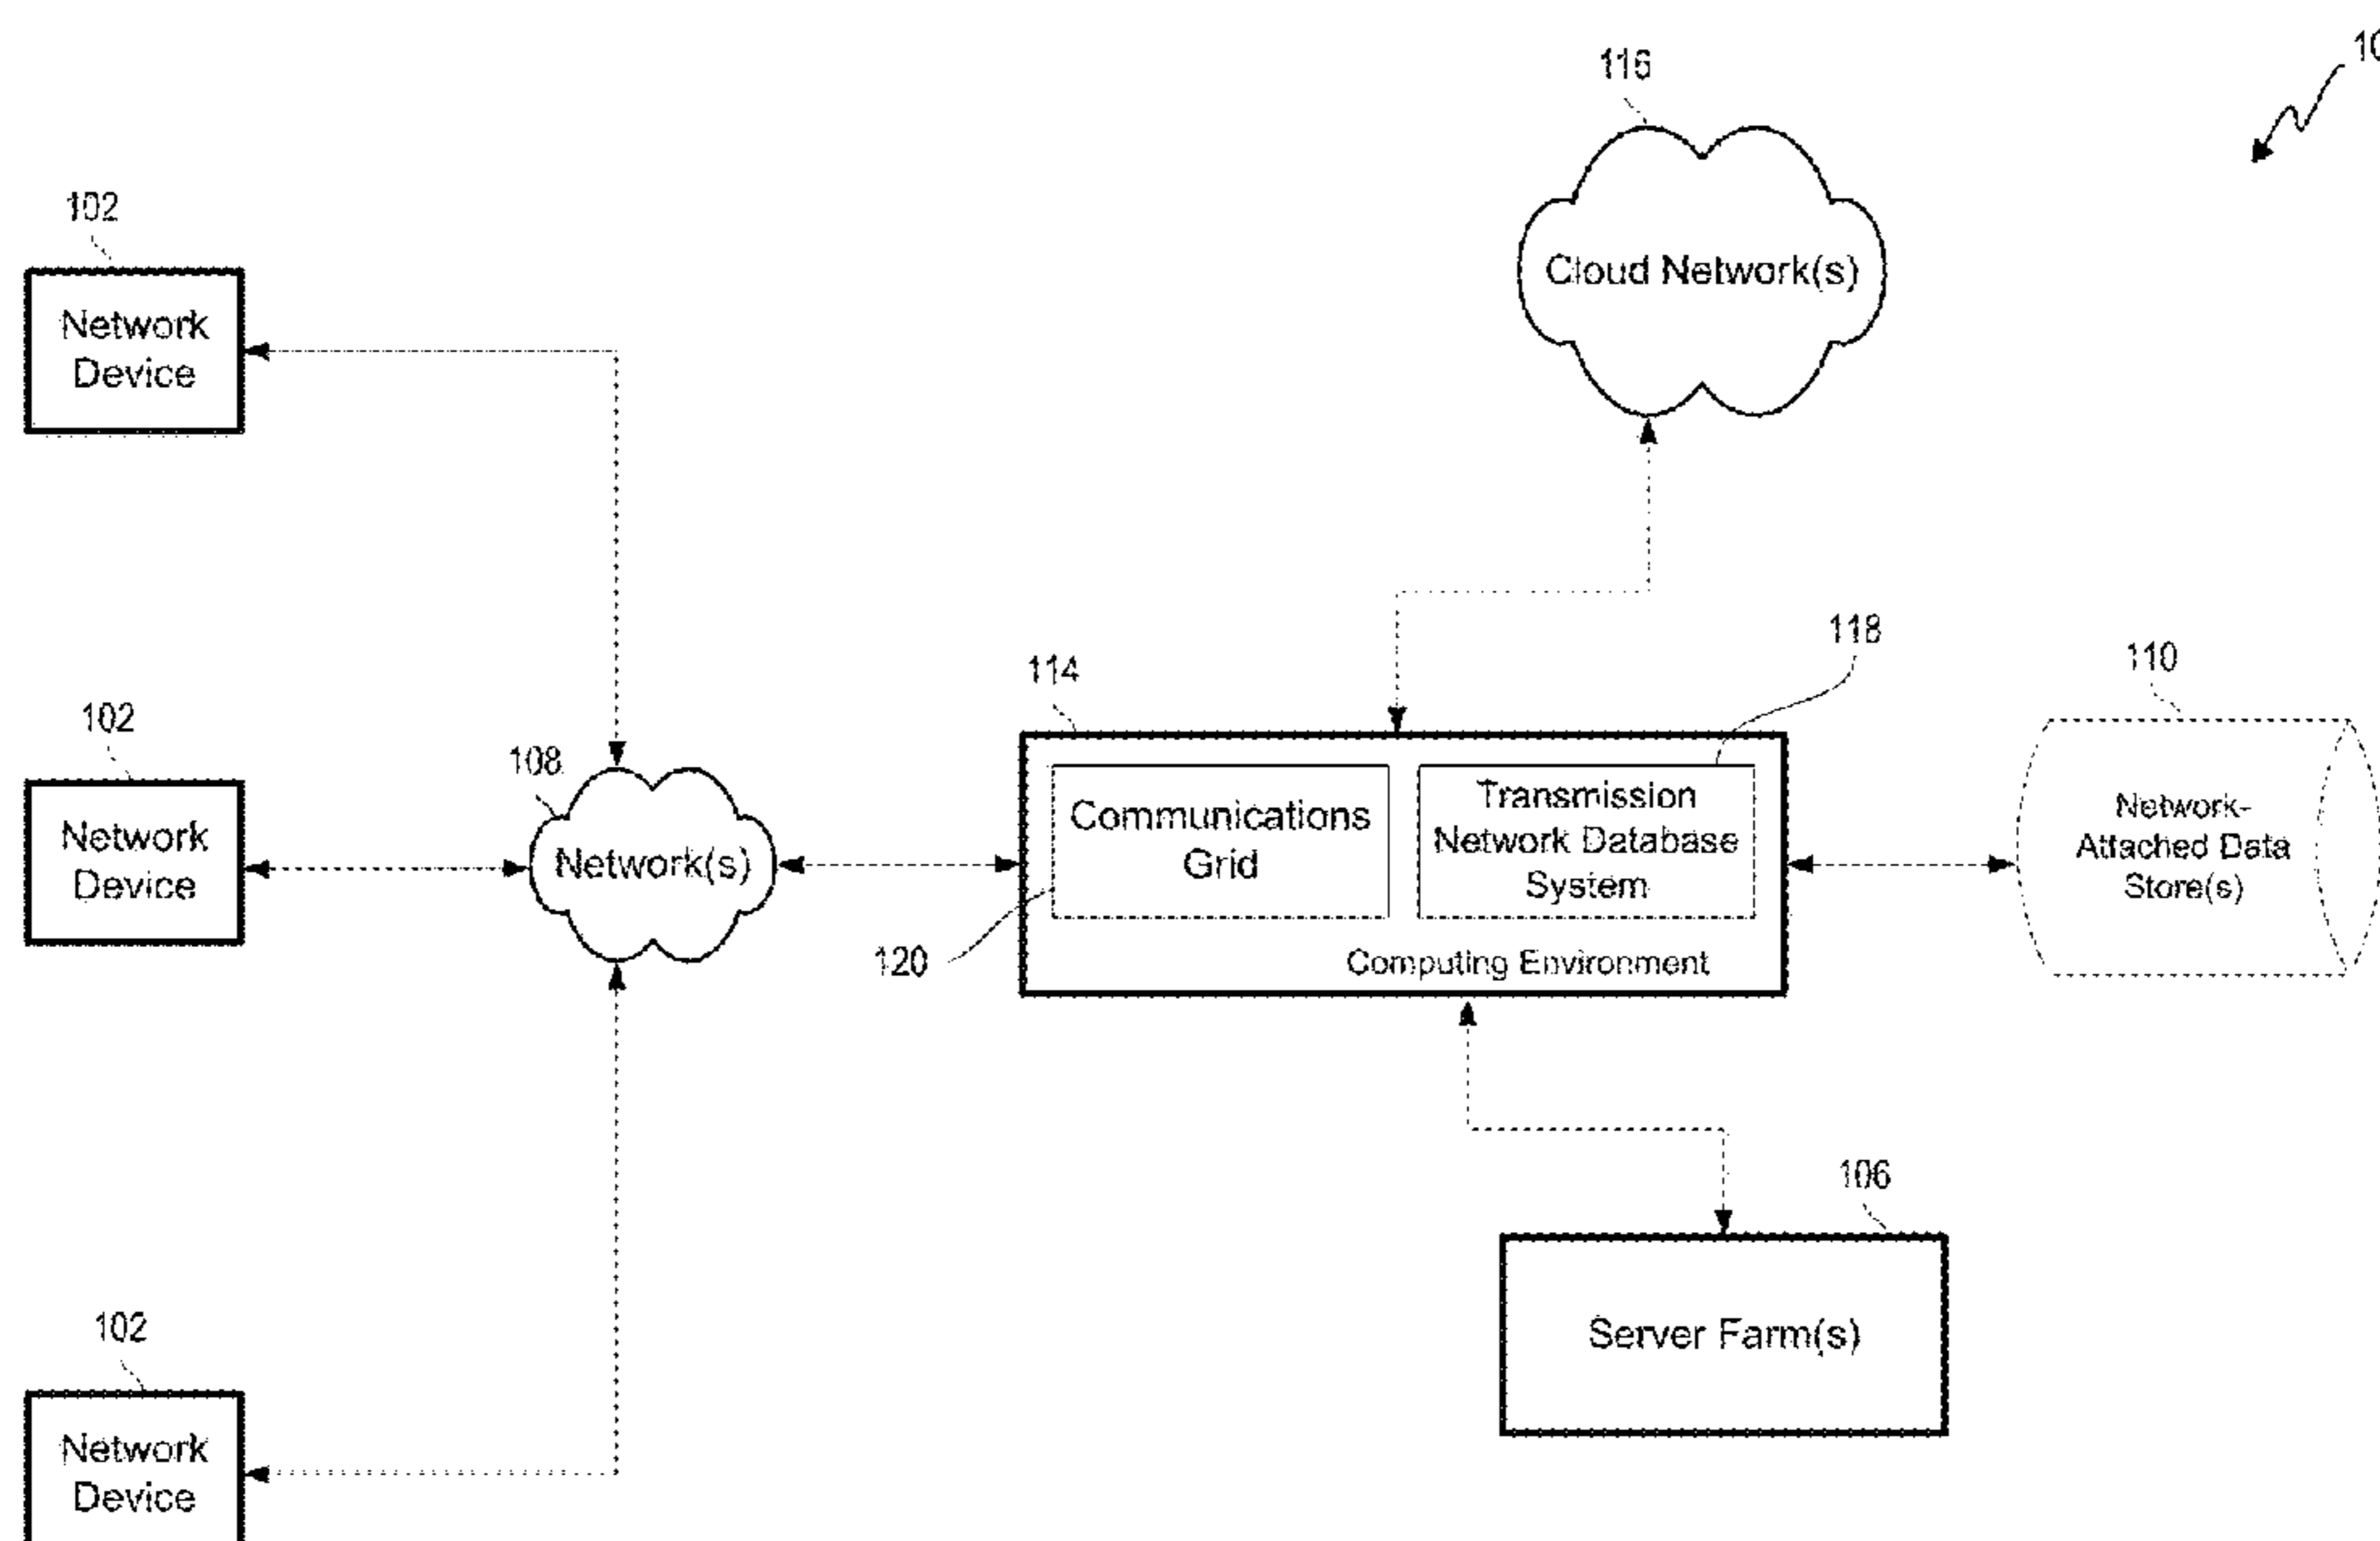 116
10
102
Cloud Network(s)
Network
Device
118
114
110
102
108
Network
Device
Network(s)
Communications
Grid
Transmission
Network Database
System
Network-
Attached Data
Store(s)
120
Computing Environment
106
102
Server Farm(s)
Network
Device